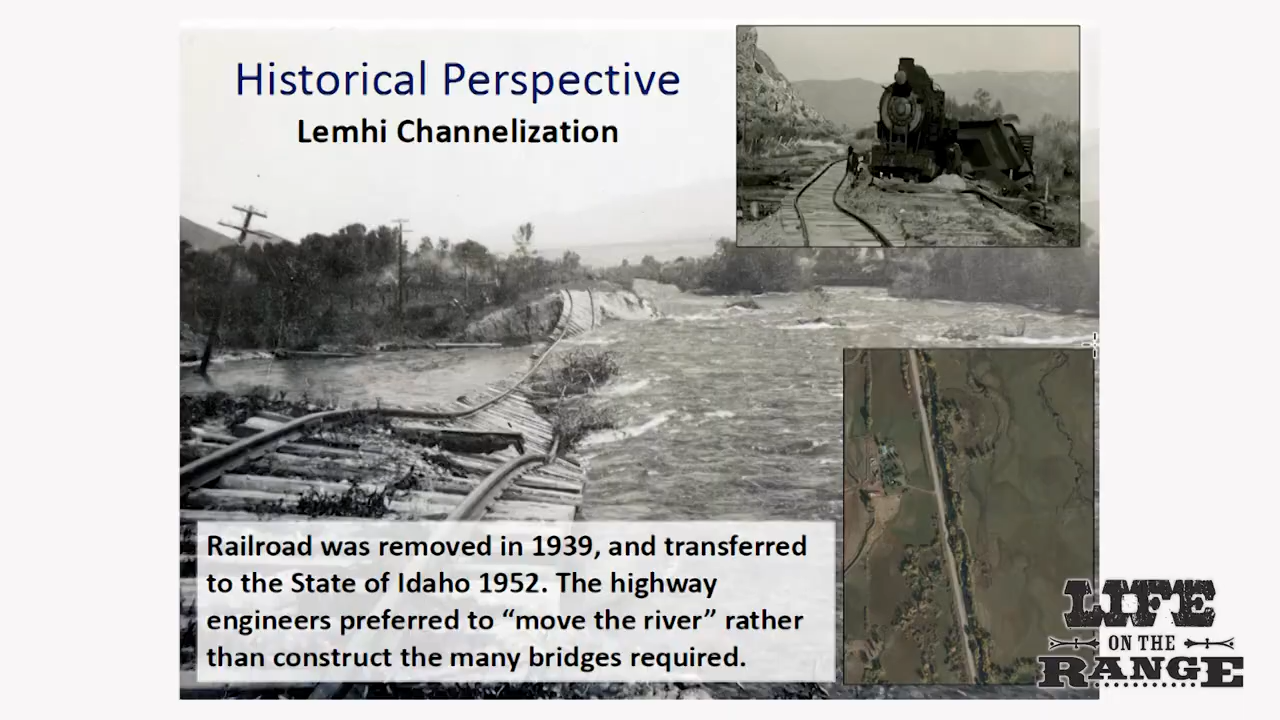 Historical Perspective
Lemhi Channelization
Railroad was removed in 1939, and transferred
to the State of Idaho 1952. The highway
engineers preferred to “move the river” rather
than construct the many bridges required.
LIFE
ON THE
RANGE